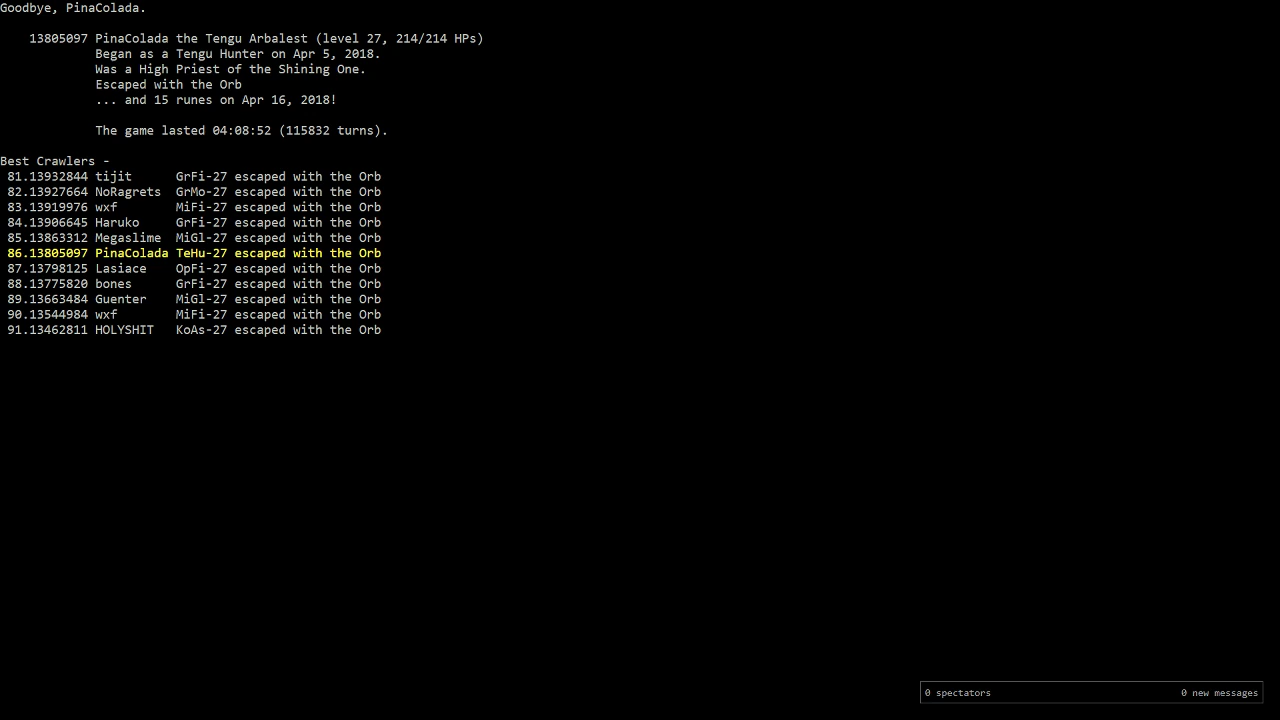 Goodbye, PinaColada.
13805097 PinaColada the Tengu Arbalest (level 27, 214/214 HPs)
Began as a Tengu Hunter on Apr 5, 2018.
Was a High Priest of the Shining One.
Escaped with the Orb
... and 15 runes on Apr 16, 2018!
The game lasted 04:08:52 (115832 turns).
Best Crawlers -
81.13932844 tijit GrFi-27 escaped with the Orb
82.13927664 NoRagrets GrMo-27 escaped with the Orb
83.13919976 wxf MiFi-27 escaped with the Orb
84.13906645 Haruko GrFi-27 escaped with the Orb
85.13863312 Megaslime MiGl-27 escaped with the Orb
86.13805097 PinaColada TeHu-27 escaped with the Orb
87.13798125 Lasiace OpFi-27 escaped with the Orb
88.13775820 bones GrFi-27 escaped with the Orb
89.13663484 Guenter MiGl-27 escaped with the Orb
90.13544984 wxf MiFi-27 escaped with the Orb
91.13462811 HOLYSHIT KoAs-27 escaped with the Orb
0 spectators 0 new messages